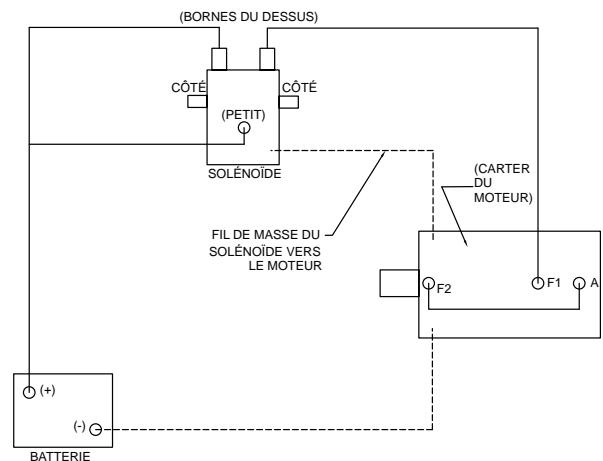 (BORNES DU DESSUS)
CÔTÉ
CÔTÉ
(PETIT)
SOLÉNOÏDE
(CARTER
DU
MOTEUR)
FIL DE MASSE DU
SOLÉNOÏDE VERS
LE MOTEUR
F2
F1
A
(+)
(-)
BATTERIE